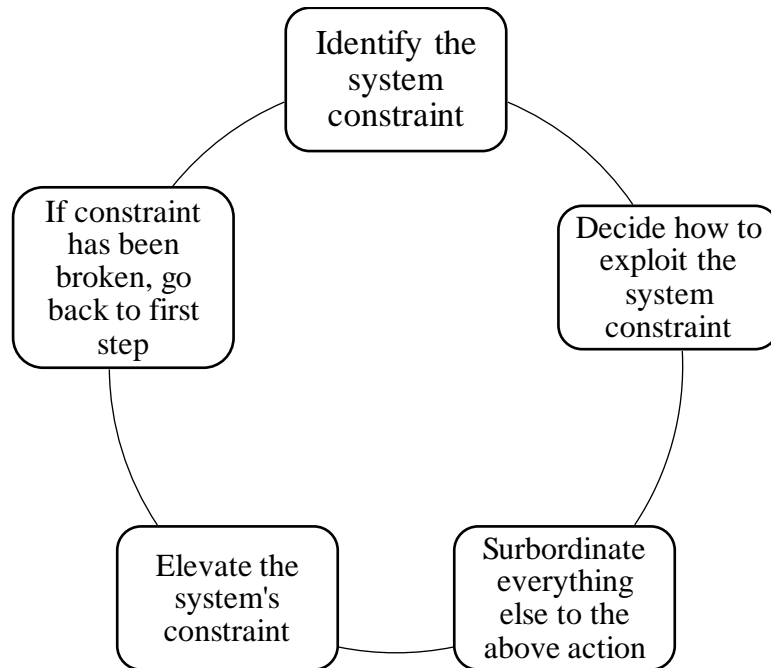 Identify the
system
constraint
Decide how to
exploit the
system
constraint
Surbordinate
everything
else to the
above action
Elevate the
system's
constraint
If constraint
has been
broken, go
back to first
step